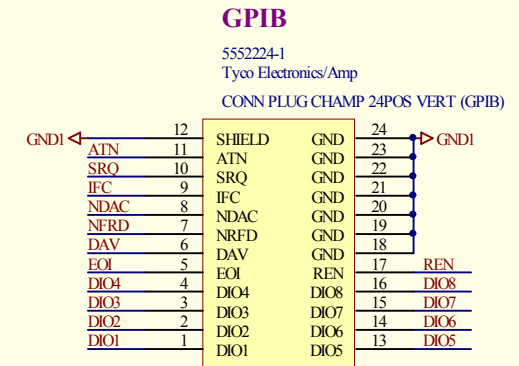 GPIB
5552224-1
Tyco Electronics/Amp
CONN PLUG CHAMP 24POS VERT (GPIB)
GND1 12 SHIELD GND 24 GND1
ATN 11 ATN GND 23
SRQ 10 SRQ GND 22
IFC 9 IFC GND 21
NDAC 8 NDAC GND 20
NFRD 7 NRFD GND 19
DAV 6 DAV GND 18
EOI 5 EOI REN 17 REN
DIO4 4 DIO4 DIO8 16 DIO8
DIO3 3 DIO3 DIO7 15 DIO7
DIO2 2 DIO2 DIO6 14 DIO6
DIO1 1 DIO1 DIO5 13 DIO5